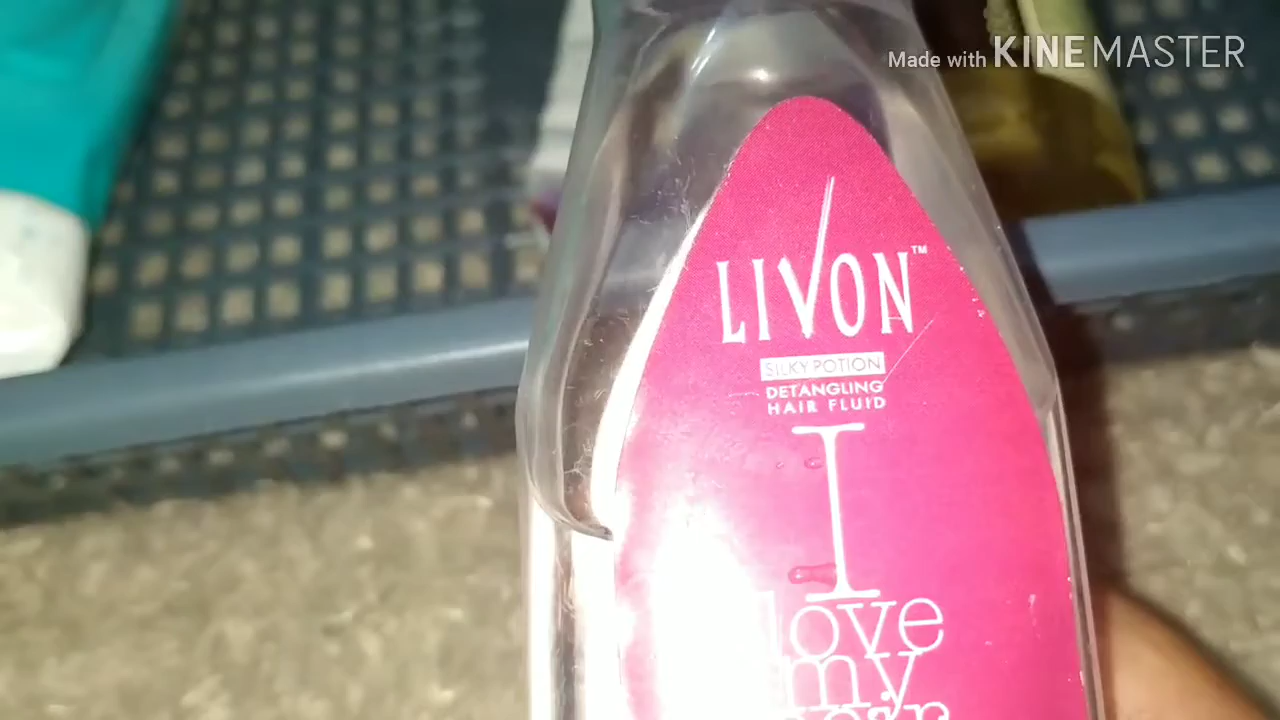 Made with KINEMASTER
LIVON™
SILKY POTION
DETANGLING
HAIR FLUID
I
love
my